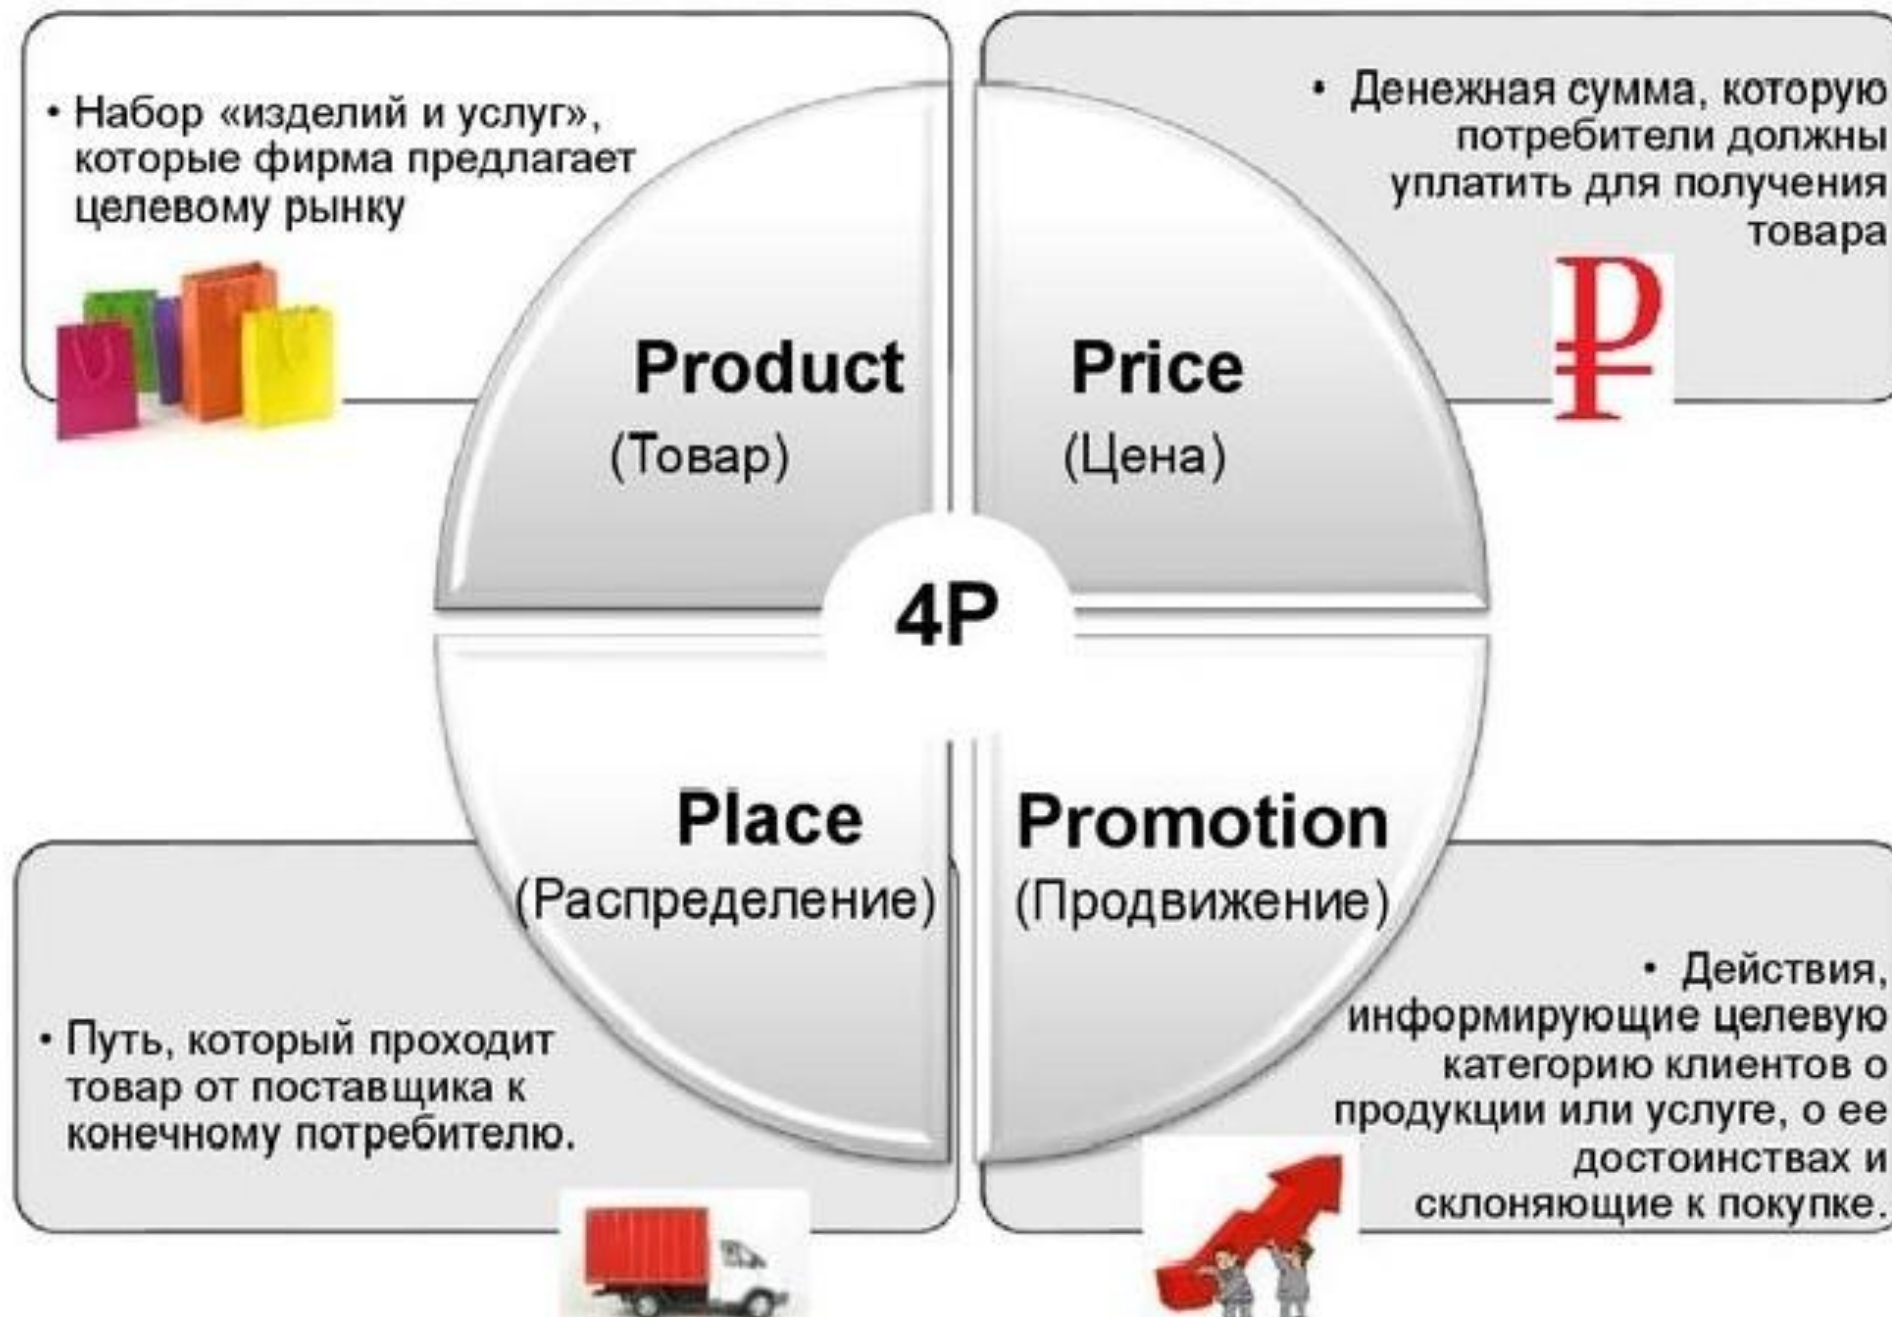 • Набор «изделий и услуг»,
которые фирма предлагает
целевому рынку
• Денежная сумма, которую
потребители должны
уплатить для получения
товара
₽
Product
(Товар)
Price
(Цена)
4P
Place
(Распределение)
Promotion
(Продвижение)
• Путь, который проходит
товар от поставщика к
конечному потребителю.
• Действия,
информирующие целевую
категорию клиентов о
продукции или услуге, о ее
достоинствах и
склоняющие к покупке.